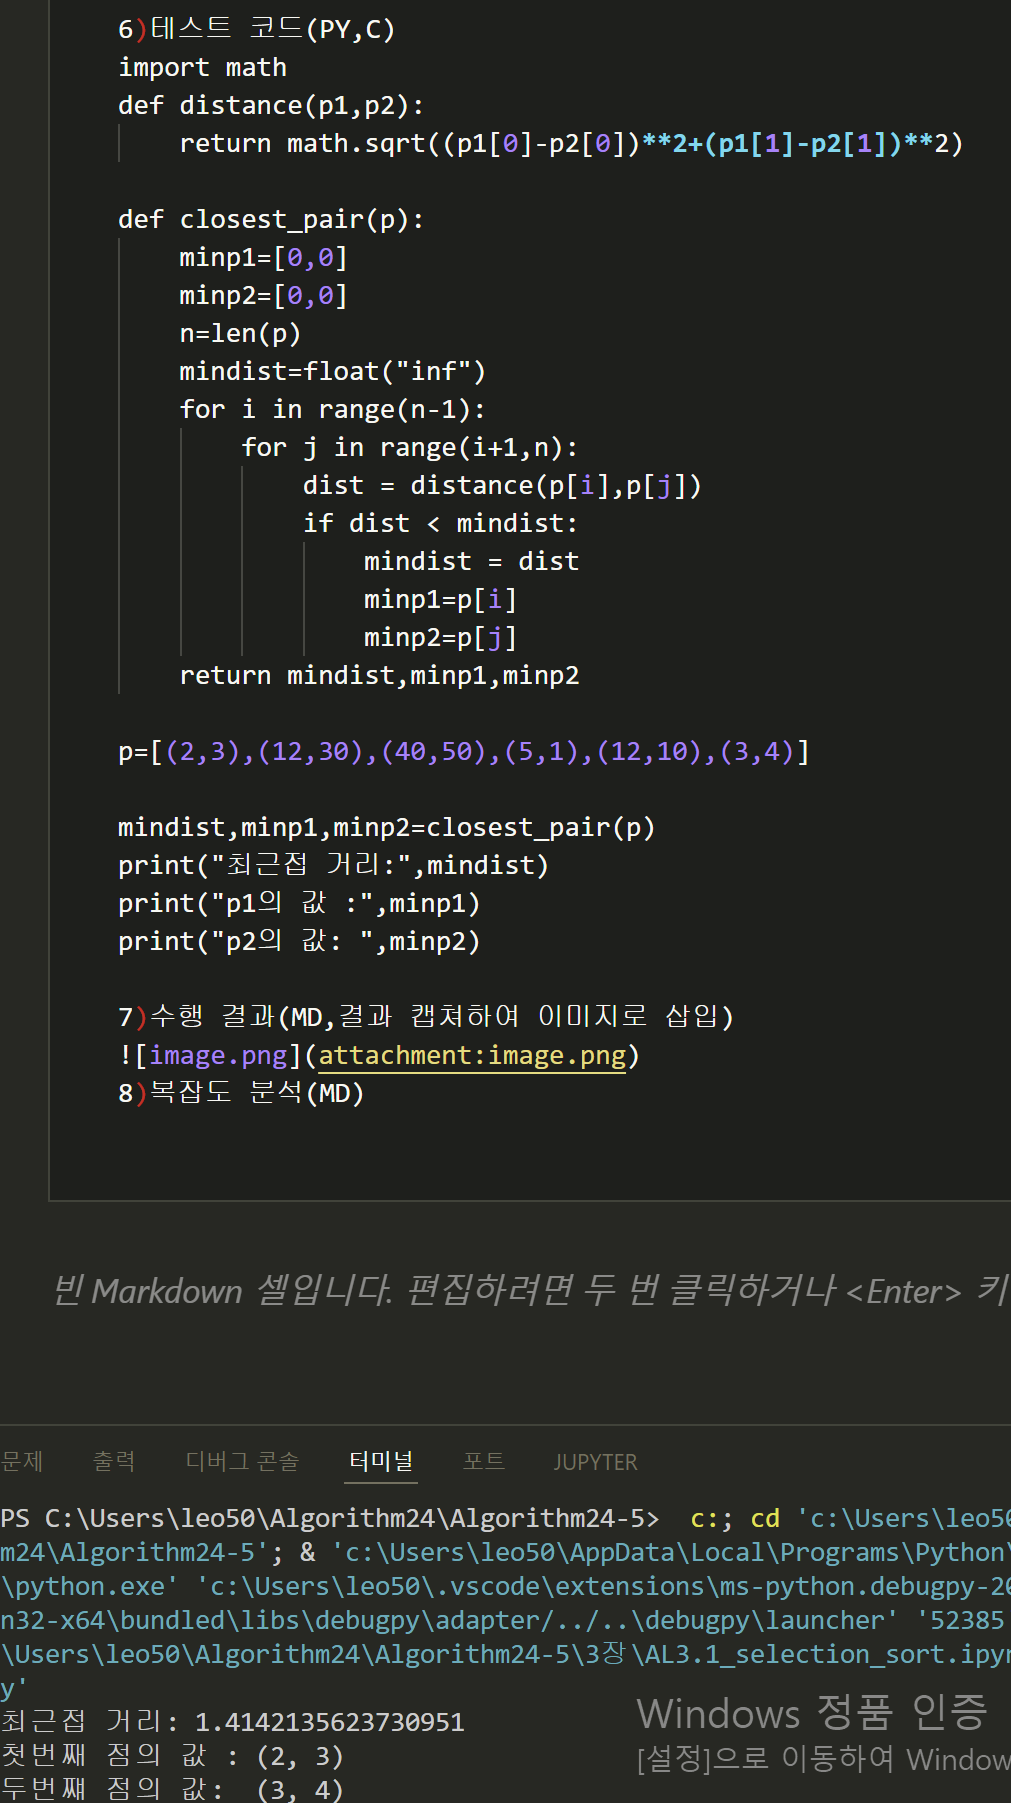 6)테스트 코드(PY,C)
import math
def distance(p1,p2):
return math.sqrt((p1[0]-p2[0])**2+(p1[1]-p2[1])**2)
def closest_pair(p):
minp1=[0,0]
minp2=[0,0]
n=len(p)
mindist=float("inf")
for i in range(n-1):
for j in range(i+1,n):
dist = distance(p[i],p[j])
if dist < mindist:
mindist = dist
minp1=p[i]
minp2=p[j]
return mindist,minp1,minp2
p=[(2,3),(12,30),(40,50),(5,1),(12,10),(3,4)]
mindist,minp1,minp2=closest_pair(p)
print("최근접 거리:",mindist)
print("p1의 값 :",minp1)
print("p2의 값: ",minp2)
7)수행 결과(MD,결과 캡쳐하여 이미지로 삽입)
![image.png](attachment:image.png)
8)복잡도 분석(MD)
빈 Markdown 셀입니다. 편집하려면 두 번 클릭하거나 <Enter> 키
문제 출력 디버그 콘솔 터미널 포트 JUPYTER
PS C:\Users\leo50\Algorithm24\Algorithm24-5>  c:; cd 'c:\Users\leo50
m24\Algorithm24-5'; & 'c:\Users\leo50\AppData\Local\Programs\Python\
\python.exe' 'c:\Users\leo50\.vscode\extensions\ms-python.debugpy-20
n32-x64\bundled\libs\debugpy\adapter/../..\debugpy\launcher' '52385
\Users\leo50\Algorithm24\Algorithm24-5\3장\AL3.1_selection_sort.ipyn
y'
최근접 거리: 1.4142135623730951
첫번째 점의 값 : (2, 3)
두번째 점의 값:  (3, 4)
Windows 정품 인증
[설정]으로 이동하여 Window